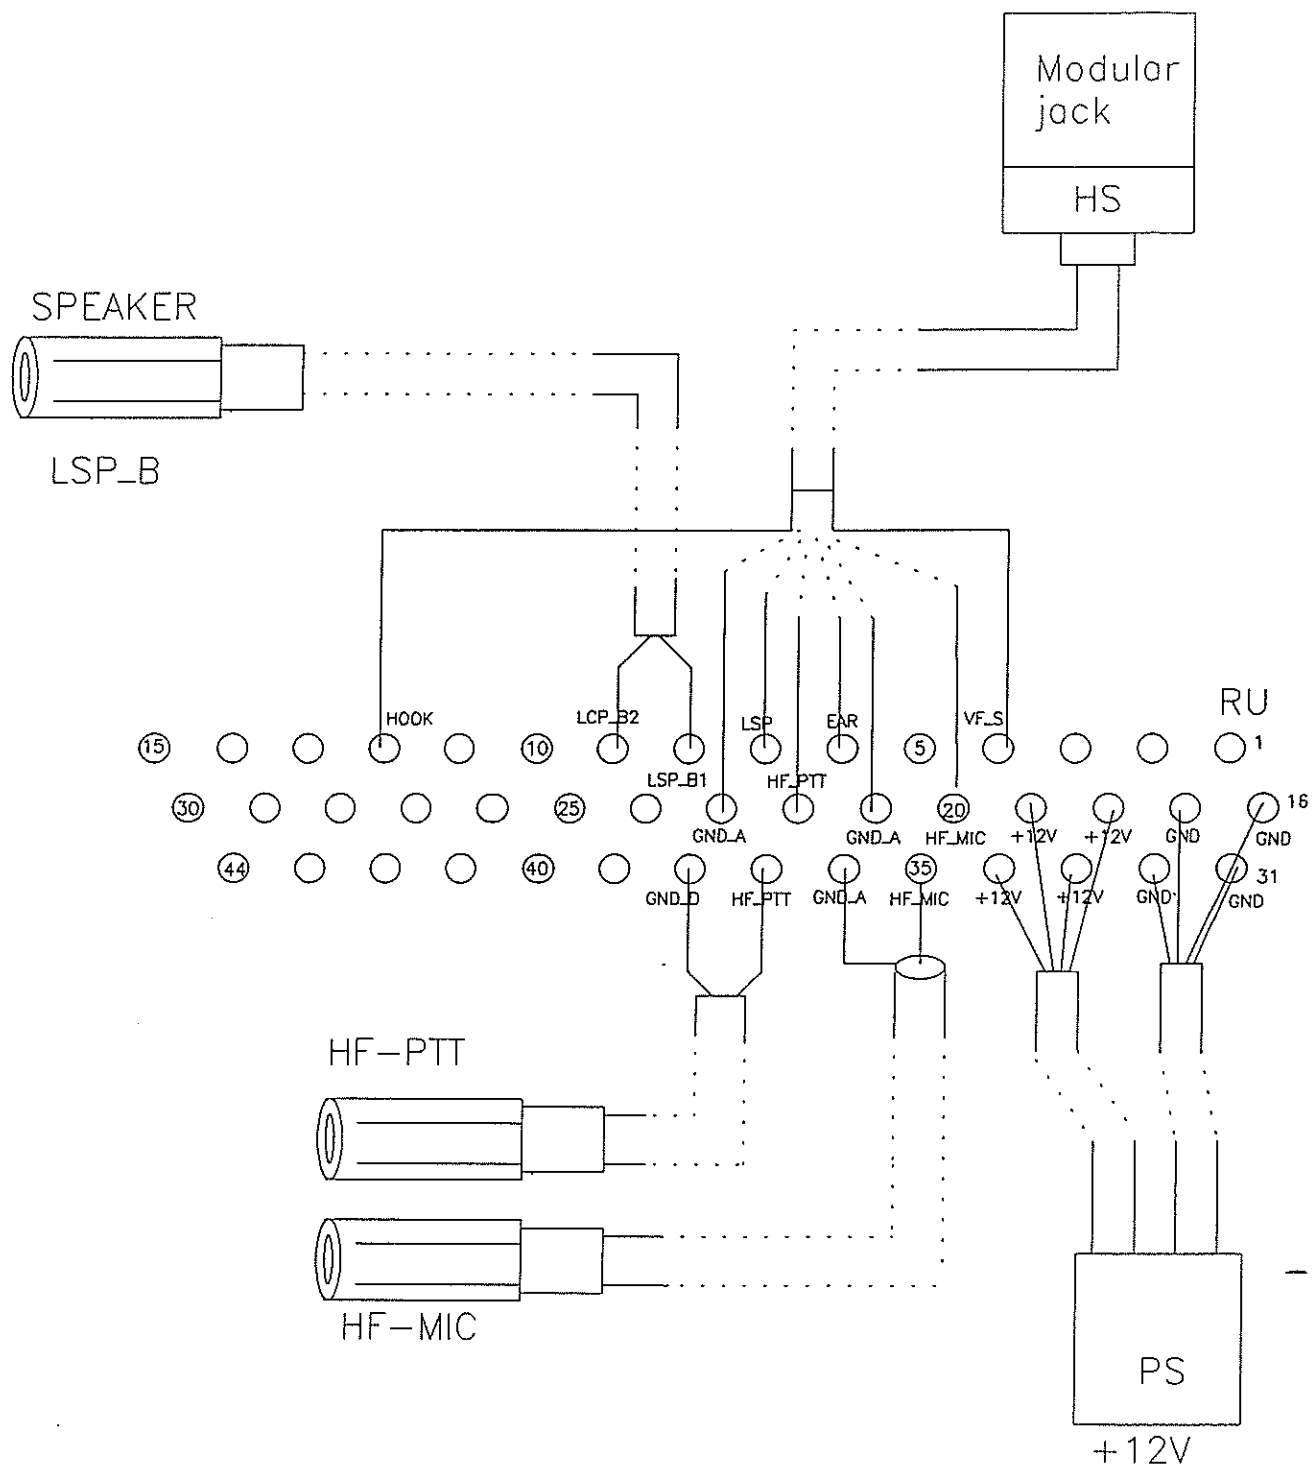 Modular
jack
HS
SPEAKER
LSP_B
RU
HOOK
LCP_B2
LSP
EAR
VF_S
15
10
5
1
LSP_B1
HF_PTT
30
25
20
16
GND_A
GND_A
HF_MIC
+12V
+12V
GND
GND
44
40
35
31
GND_D
HF_PTT
GND_A
HF_MIC
+12V
+12V
GND
GND
HF-PTT
HF-MIC
PS
+12V